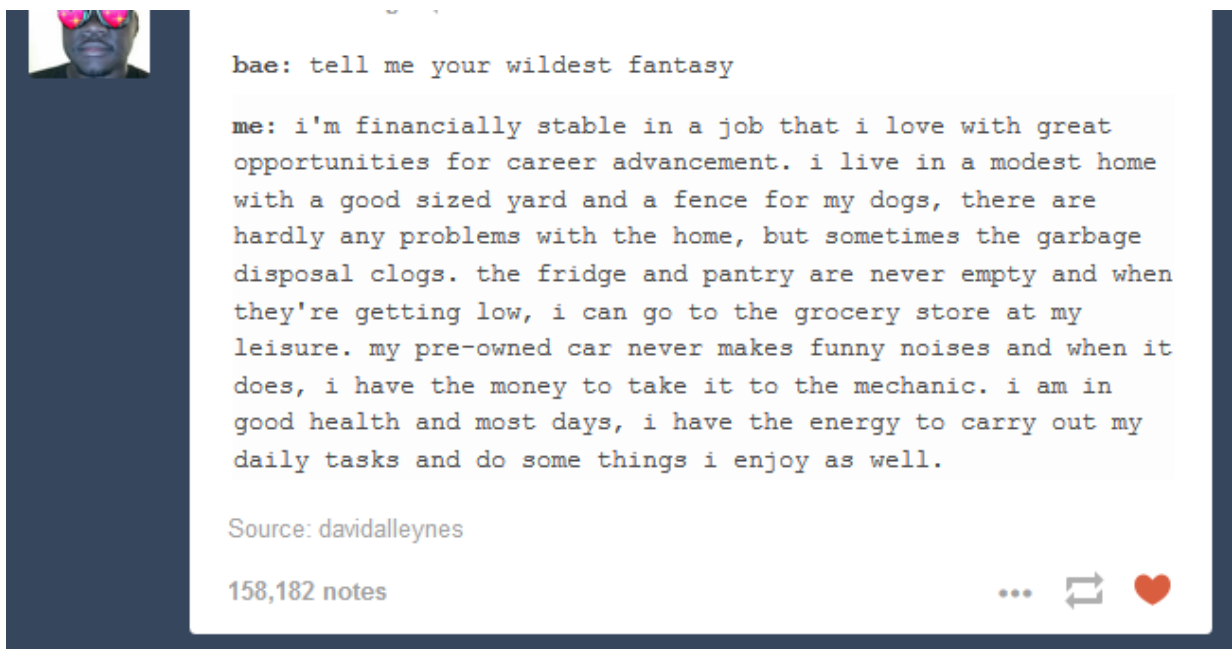 bae: tell me your wildest fantasy
me: i'm financially stable in a job that i love with great
opportunities for career advancement. i live in a modest home
with a good sized yard and a fence for my dogs, there are
hardly any problems with the home, but sometimes the garbage
disposal clogs. the fridge and pantry are never empty and when
they're getting low, i can go to the grocery store at my
leisure. my pre-owned car never makes funny noises and when it
does, i have the money to take it to the mechanic. i am in
good health and most days, i have the energy to carry out my
daily tasks and do some things i enjoy as well.
Source: davidalleynes
158,182 notes